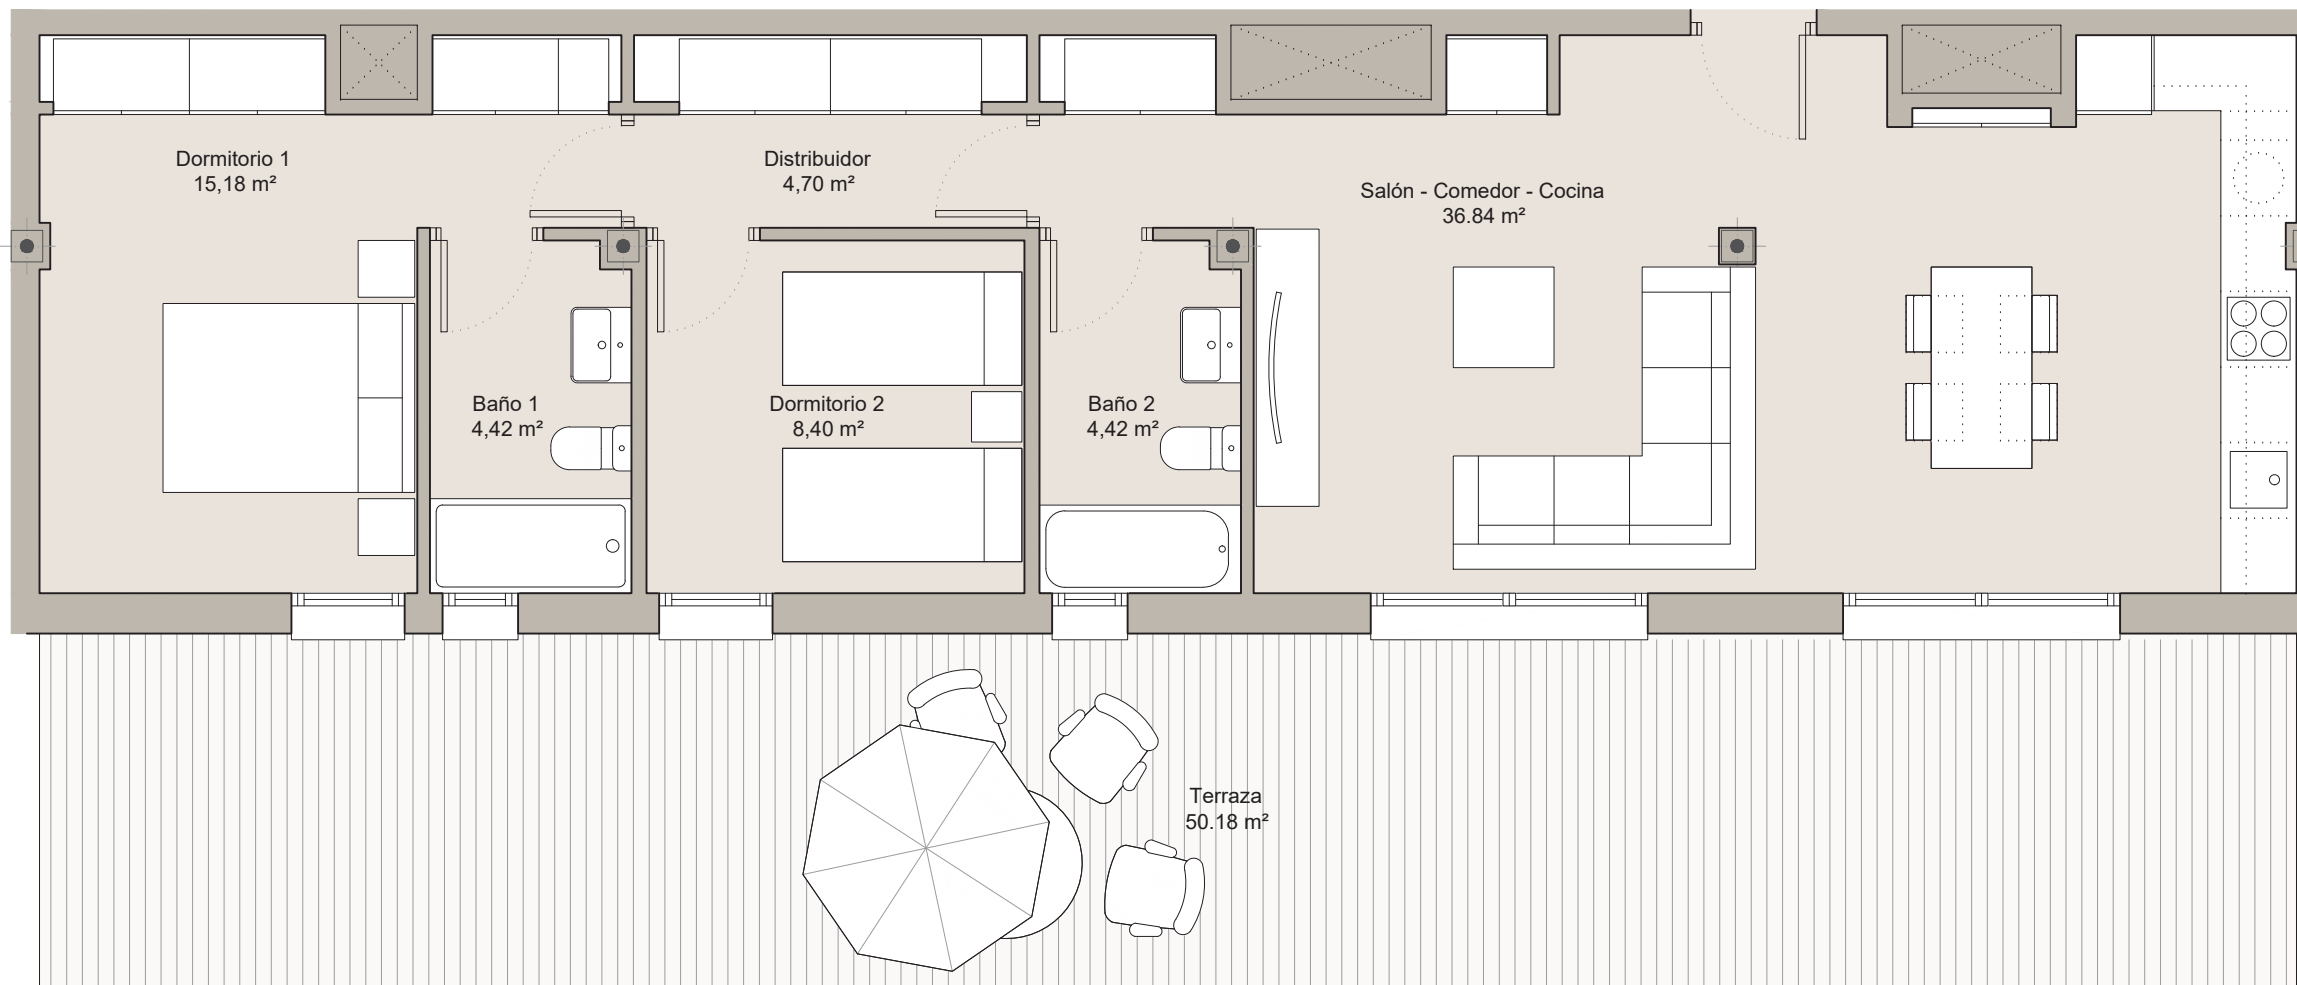 Dormitorio 1
15,18 m²
Distribuidor
4,70 m²
Salón - Comedor - Cocina
36.84 m²
Baño 1
4,42 m²
Dormitorio 2
8,40 m²
Baño 2
4,42 m²
Terraza
50.18 m²